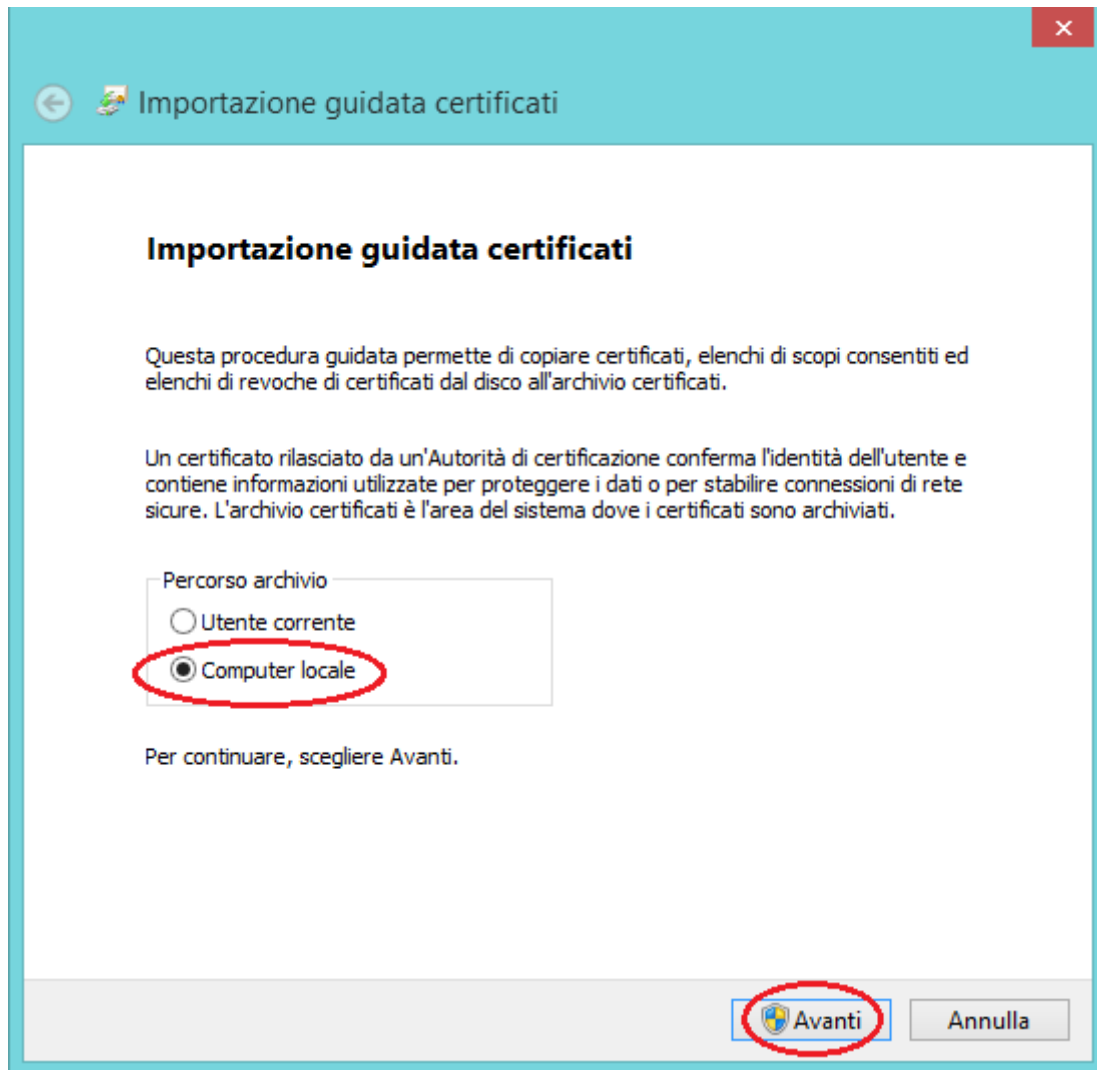 Importazione guidata certificati
Importazione guidata certificati
Questa procedura guidata permette di copiare certificati, elenchi di scopi consentiti ed
elenchi di revoche di certificati dal disco all'archivio certificati.
Un certificato rilasciato da un'Autorità di certificazione conferma l'identità dell'utente e
contiene informazioni utilizzate per proteggere i dati o per stabilire connessioni di rete
sicure. L'archivio certificati è l'area del sistema dove i certificati sono archiviati.
Percorso archivio
Utente corrente
Computer locale
Per continuare, scegliere Avanti.
Avanti
Annulla